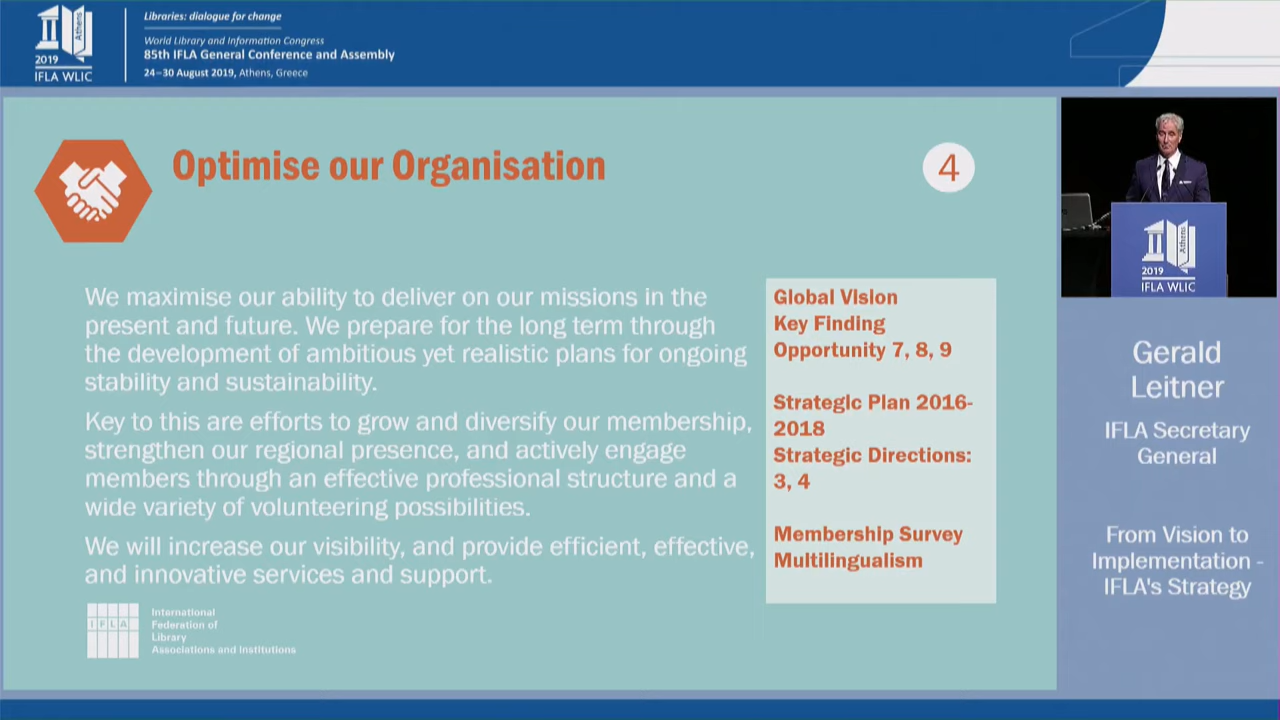 Libraries: dialogue for change
World Library and Information Congress
85th IFLA General Conference and Assembly
24–30 August 2019, Athens, Greece
Athens
2019
IFLA WLIC
Optimise our Organisation
4
We maximise our ability to deliver on our missions in the
present and future. We prepare for the long term through
the development of ambitious yet realistic plans for ongoing
stability and sustainability.
Key to this are efforts to grow and diversify our membership,
strengthen our regional presence, and actively engage
members through an effective professional structure and a
wide variety of volunteering possibilities.
We will increase our visibility, and provide efficient, effective,
and innovative services and support.
Global Vision
Key Finding
Opportunity 7, 8, 9
Strategic Plan 2016-
2018
Strategic Directions:
3, 4
Membership Survey
Multilingualism
IFLA
International
Federation of
Library
Associations and Institutions
Athens
2019
IFLA WLIC
Gerald
Leitner
IFLA Secretary
General
From Vision to
Implementation -
IFLA's Strategy